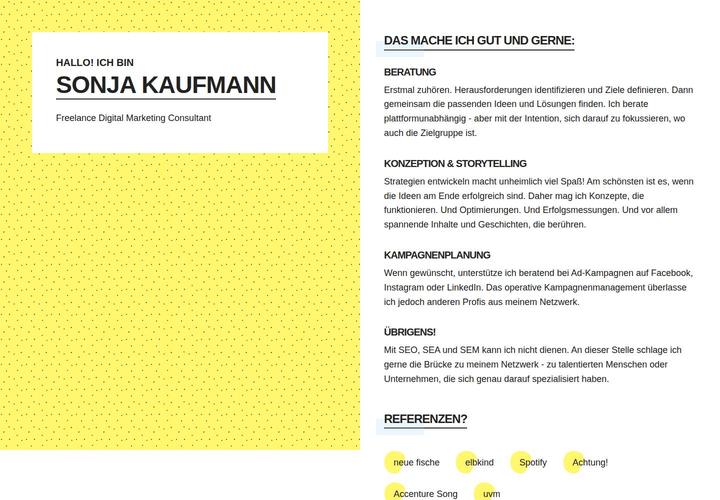 HALLO! ICH BIN
SONJA KAUFMANN
Freelance Digital Marketing Consultant
DAS MACHE ICH GUT UND GERNE:
BERATUNG
Erstmal zuhören. Herausforderungen identifizieren und Ziele definieren. Dann
gemeinsam die passenden Ideen und Lösungen finden. Ich berate
plattformunabhängig - aber mit der Intention, sich darauf zu fokussieren, wo
auch die Zielgruppe ist.
KONZEPTION & STORYTELLING
Strategien entwickeln macht unheimlich viel Spaß! Am schönsten ist es, wenn
die Ideen am Ende erfolgreich sind. Daher mag ich Konzepte, die
funktionieren. Und Optimierungen. Und Erfolgsmessungen. Und vor allem
spannende Inhalte und Geschichten, die berühren.
KAMPAGNENPLANUNG
Wenn gewünscht, unterstütze ich beratend bei Ad-Kampagnen auf Facebook,
Instagram oder LinkedIn. Das operative Kampagnenmanagement überlasse
ich jedoch anderen Profis aus meinem Netzwerk.
ÜBRIGENS!
Mit SEO, SEA und SEM kann ich nicht dienen. An dieser Stelle schlage ich
gerne die Brücke zu meinem Netzwerk - zu talentierten Menschen oder
Unternehmen, die sich genau darauf spezialisiert haben.
REFERENZEN?
neue fische elbkind Spotify Achtung!
Accenture Song uvm